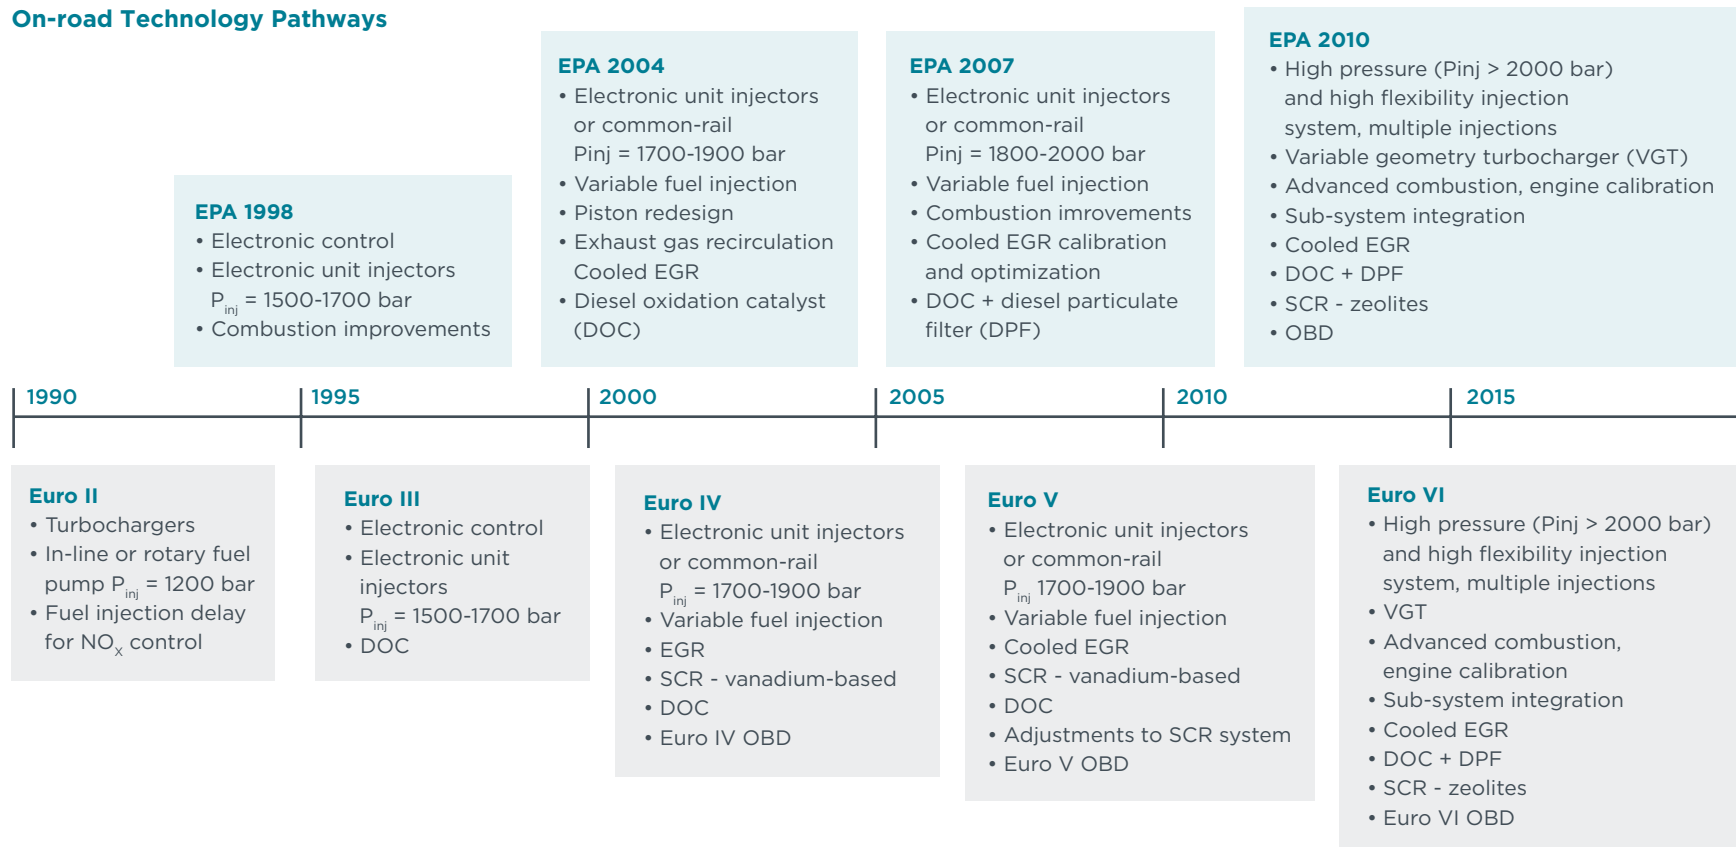 On-road Technology Pathways
EPA 1998
• Electronic control
• Electronic unit injectors
Pinj = 1500-1700 bar
• Combustion improvements
EPA 2004
• Electronic unit injectors
or common-rail
Pinj = 1700-1900 bar
• Variable fuel injection
• Piston redesign
• Exhaust gas recirculation
Cooled EGR
• Diesel oxidation catalyst
(DOC)
EPA 2007
• Electronic unit injectors
or common-rail
Pinj = 1800-2000 bar
• Variable fuel injection
• Combustion imrovements
• Cooled EGR calibration
and optimization
• DOC + diesel particulate
filter (DPF)
EPA 2010
• High pressure (Pinj > 2000 bar)
and high flexibility injection
system, multiple injections
• Variable geometry turbocharger (VGT)
• Advanced combustion, engine calibration
• Sub-system integration
• Cooled EGR
• DOC + DPF
• SCR - zeolites
• OBD
1990
1995
2000
2005
2010
2015
Euro II
• Turbochargers
• In-line or rotary fuel
pump Pinj = 1200 bar
• Fuel injection delay
for NOX control
Euro III
• Electronic control
• Electronic unit
injectors
Pinj = 1500-1700 bar
• DOC
Euro IV
• Electronic unit injectors
or common-rail
Pinj = 1700-1900 bar
• Variable fuel injection
• EGR
• SCR - vanadium-based
• DOC
• Euro IV OBD
Euro V
• Electronic unit injectors
or common-rail
Pinj 1700-1900 bar
• Variable fuel injection
• Cooled EGR
• SCR - vanadium-based
• DOC
• Adjustments to SCR system
• Euro V OBD
Euro VI
• High pressure (Pinj > 2000 bar)
and high flexibility injection
system, multiple injections
• VGT
• Advanced combustion,
engine calibration
• Sub-system integration
• Cooled EGR
• DOC + DPF
• SCR - zeolites
• Euro VI OBD